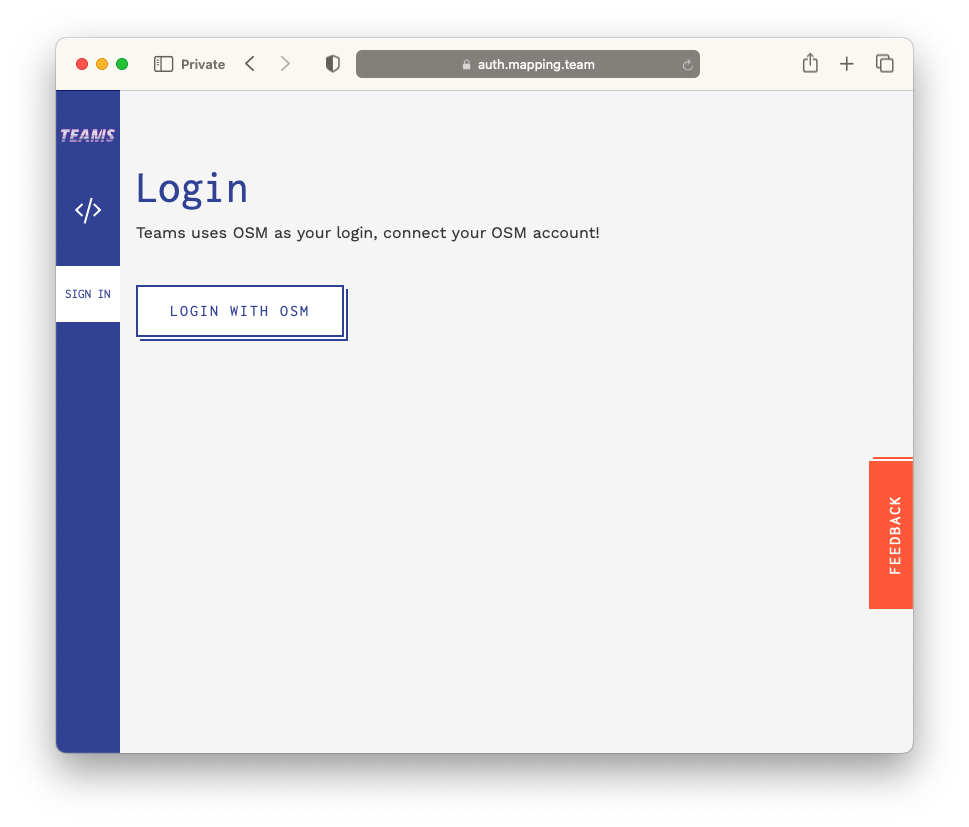 Private
auth.mapping.team
TEAMS
</>
SIGN IN
Login
Teams uses OSM as your login, connect your OSM account!
LOGIN WITH OSM
FEEDBACK